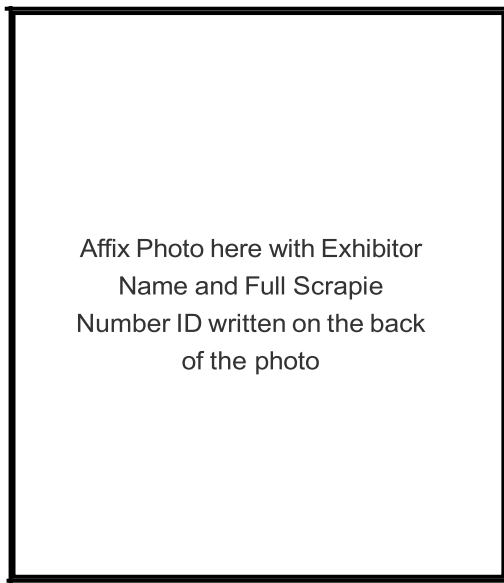 Affix Photo here with Exhibitor
Name and Full Scrapie
Number ID written on the back
of the photo